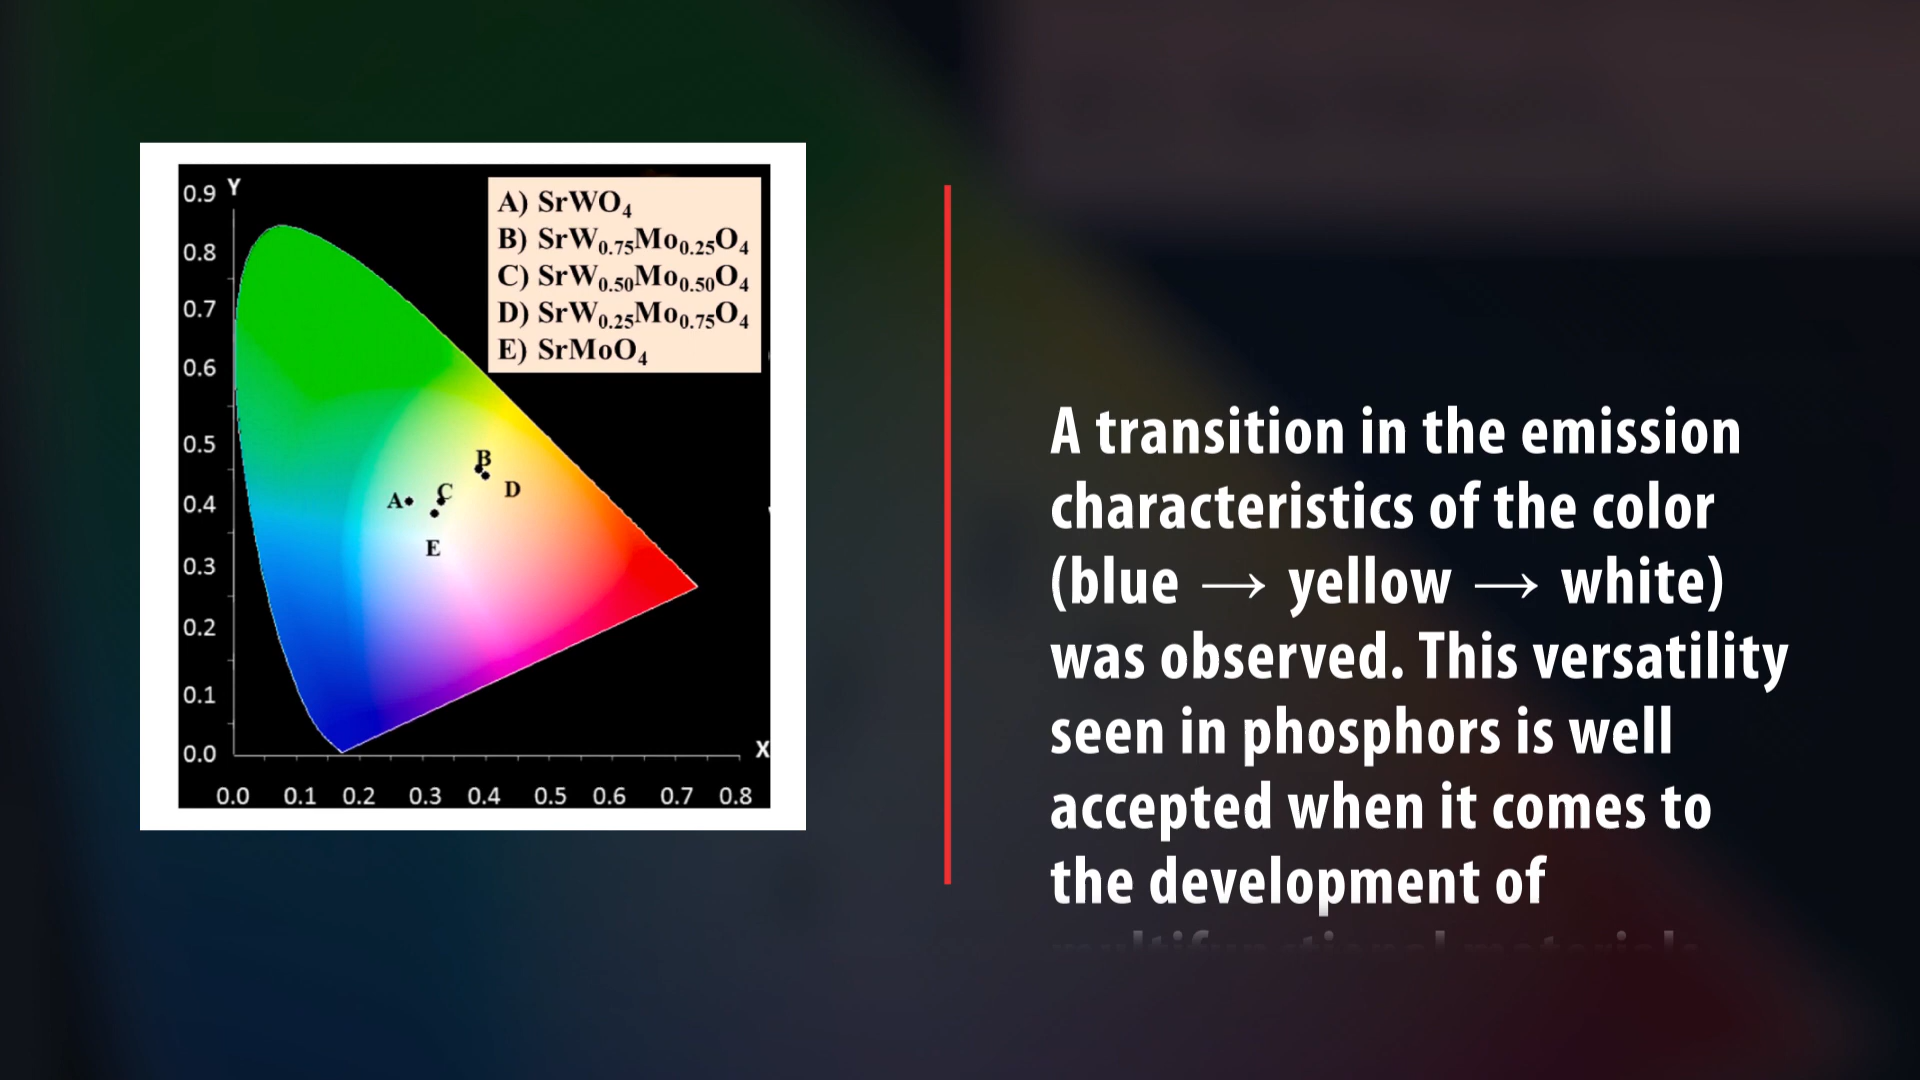 0.9 Y
0.8
0.7
0.6
0.5
0.4
0.3
0.2
0.1
0.0
0.0 0.1 0.2 0.3 0.4 0.5 0.6 0.7 0.8
X
A) SrWO₄
B) SrW₀.₇₅Mo₀.₂₅O₄
C) SrW₀.₅₀Mo₀.₅₀O₄
D) SrW₀.₂₅Mo₀.₇₅O₄
E) SrMoO₄
B
D
A
C
E
A transition in the emission
characteristics of the color
(blue → yellow → white)
was observed. This versatility
seen in phosphors is well
accepted when it comes to
the development of